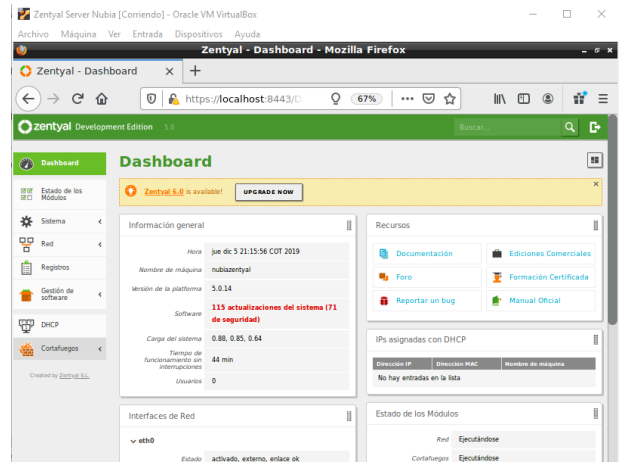 Zentyal Server Nubia [Corriendo] - Oracle VM VirtualBox
Archivo Máquina Ver Entrada Dispositivos Ayuda
Zentyal - Dashboard - Mozilla Firefox
Zentyal - Dashboard
https://localhost:8443/D
67%
zentyal Development Edition 5.0
Buscar...
Dashboard
Estado de los
Módulos
Sistema
Red
Registros
Gestión de
software
DHCP
Cortafuegos
Created by Zentyal S.L.
Dashboard
Zentyal 6.0 is available! UPGRADE NOW
Información general
Hora jue dic 5 21:15:56 COT 2019
Nombre de máquina nubiazentyal
Versión de la plataforma 5.0.14
Software 115 actualizaciones del sistema (71
de seguridad)
Carga del sistema 0.88, 0.85, 0.64
Tiempo de
funcionamiento sin
interrupciones
44 min
Usuarios 0
Interfaces de Red
eth0
Estado activado, externo, enlace ok
Recursos
Documentación Ediciones Comerciales
Foro Formación Certificada
Reportar un bug Manual Oficial
IPs asignadas con DHCP
Dirección IP Dirección MAC Nombre de máquina
No hay entradas en la lista
Estado de los Módulos
Red Ejecutándose
Cortafuegos Ejecutándose